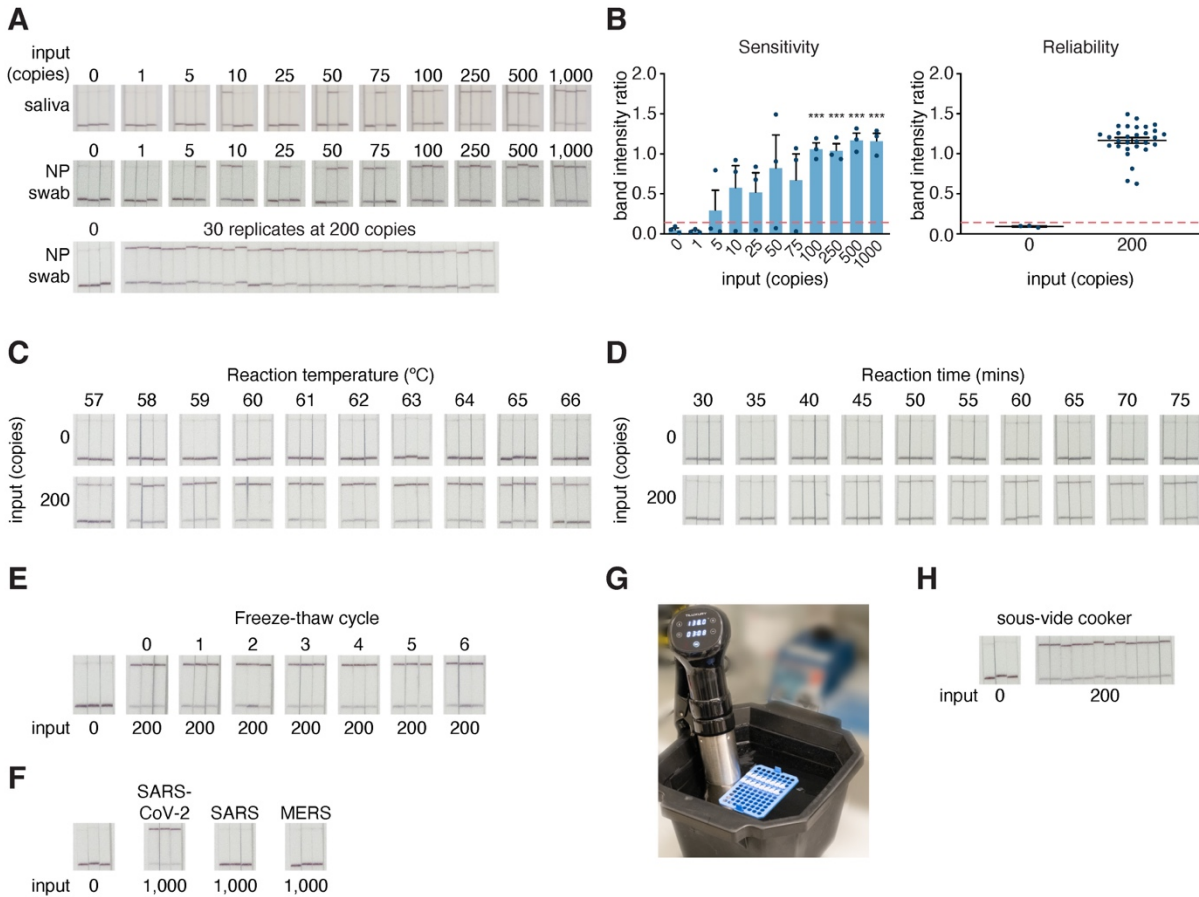 A
input
(copies)
0 1 5 10 25 50 75 100 250 500 1,000
saliva
0 1 5 10 25 50 75 100 250 500 1,000
NP
swab
0
30 replicates at 200 copies
NP
swab
B
Sensitivity
band intensity ratio
2.0
1.5
1.0
0.5
0.0
*** *** *** ***
0 1 5 10 25 50 75 100 250 500 1000
input (copies)
Reliability
band intensity ratio
2.0
1.5
1.0
0.5
0.0
0 200
input (copies)
C
Reaction temperature (ºC)
57 58 59 60 61 62 63 64 65 66
input (copies)
0
200
D
Reaction time (mins)
30 35 40 45 50 55 60 65 70 75
input (copies)
0
200
E
Freeze-thaw cycle
0 1 2 3 4 5 6
input 0 200 200 200 200 200 200 200
F
SARS-
CoV-2 SARS MERS
input 0 1,000 1,000 1,000
G
H
sous-vide cooker
input 0 200